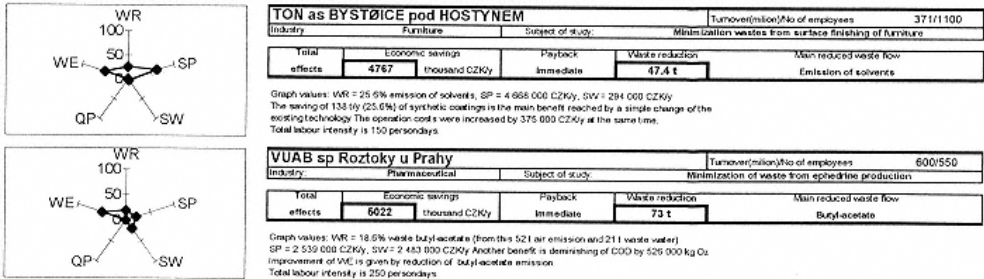 WR
100
50
0
WE
SP
QP
SW
TON as BYSTØICE pod HOSTYNEM
Turnover(milion)/No of employees 371/1100
Industry Furniture Subject of study: Minimization wastes from surface finishing of furniture
Total Economic savings Payback Waste reduction Main reduced waste flow
effects 4767 thousand CZK/y immediate 47.4 t Emission of solvents
Graph values: WR = 25.6% emission of solvents, SP = 4 668 000 CZK/y, SW = 294 000 CZK/y
The saving of 138 t/y (25.6%) of synthetic coatings is the main benefit reached by a simple change of the
existing technology The operation costs were increased by 375 000 CZK/y at the same time.
Total labour intensity is 150 persondays.
WR
100
50
0
WE
SP
QP
SW
VUAB sp Roztoky u Prahy
Turnover(milion)/No of employees 600/550
Industry: Pharmaceutical Subject of study: Minimization of waste from ephedrine production
Total Economic savings Payback Waste reduction Main reduced waste flow
effects 5022 thousand CZK/y immediate 73 t Butyl-acetate
Graph values: WR = 18.6% waste butyl-acetate (from this 52 t air emission and 21 t waste water)
SP = 2 539 000 CZK/y, SW = 2 483 000 CZK/y Another benefit is deminishing of COD by 526 000 kg O₂
Improvement of WE is given by reduction of butyl-acetate emission
Total labour intensity is 250 persondays